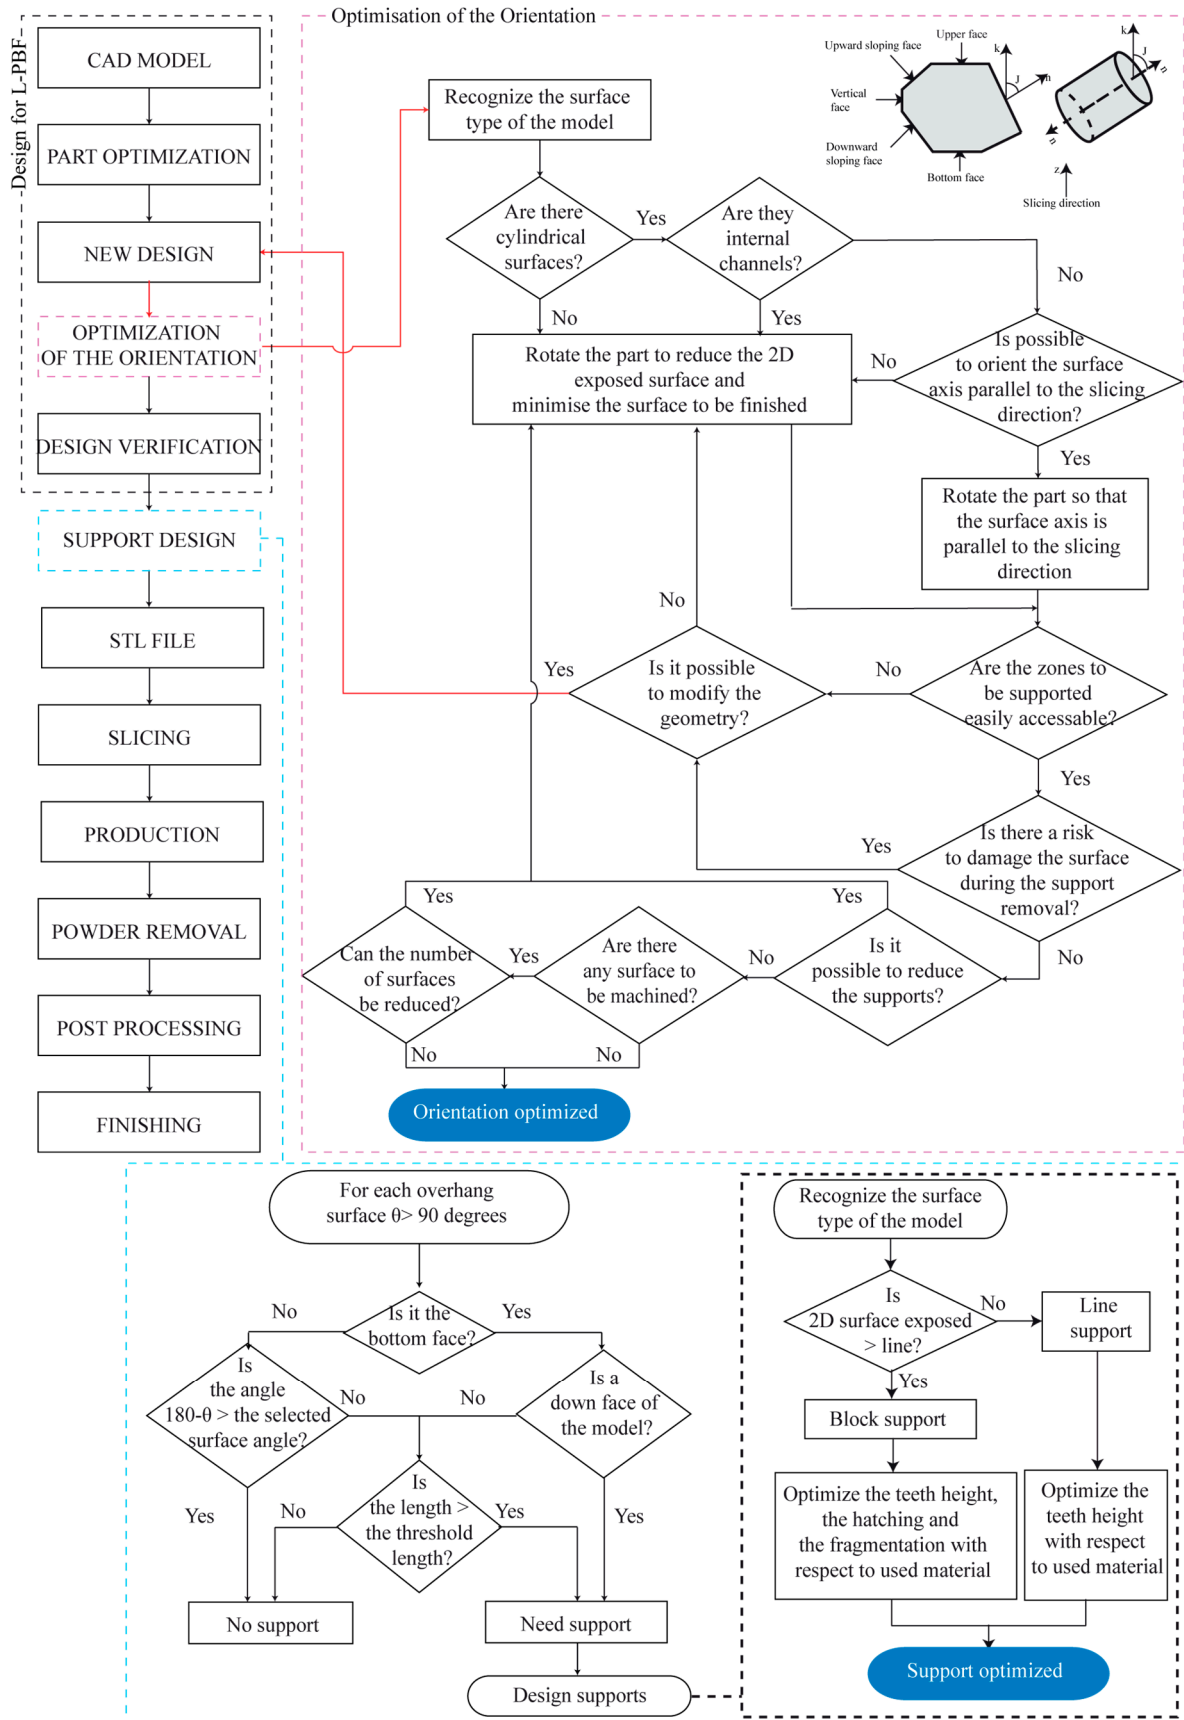 Optimisation of the Orientation
Design for L-PBF
CAD MODEL
PART OPTIMIZATION
NEW DESIGN
OPTIMIZATION
OF THE ORIENTATION
DESIGN VERIFICATION
SUPPORT DESIGN
STL FILE
SLICING
PRODUCTION
POWDER REMOVAL
POST PROCESSING
FINISHING
Recognize the surface
type of the model
Upper face
Upward sloping face
Vertical
face
Downward
sloping face
Bottom face
k
J
n
k
J
n
n
z
Slicing direction
Are there
cylindrical
surfaces?
Yes
No
Are they
internal
channels?
Yes
No
Rotate the part to reduce the 2D
exposed surface and
minimise the surface to be finished
Is possible
to orient the surface
axis parallel to the slicing
direction?
No
Yes
Rotate the part so that
the surface axis is
parallel to the slicing
direction
Are the zones to
be supported
easily accessable?
No
Yes
Is it possible
to modify the
geometry?
No
Yes
Is there a risk
to damage the surface
during the support
removal?
Yes
No
Is it
possible to reduce
the supports?
Yes
No
Are there
any surface to
be machined?
Yes
No
Can the number
of surfaces
be reduced?
Yes
No
Orientation optimized
For each overhang
surface θ> 90 degrees
Is it the
bottom face?
No
Yes
Is
the angle
180-θ > the selected
surface angle?
No
Yes
Is a
down face of
the model?
No
Yes
Is
the length >
the threshold
length?
No
Yes
No support
Need support
Design supports
Recognize the surface
type of the model
Is
2D surface exposed
> line?
No
Yes
Line
support
Block support
Optimize the teeth height,
the hatching and
the fragmentation with
respect to used material
Optimize the
teeth height
with respect
to used material
Support optimized